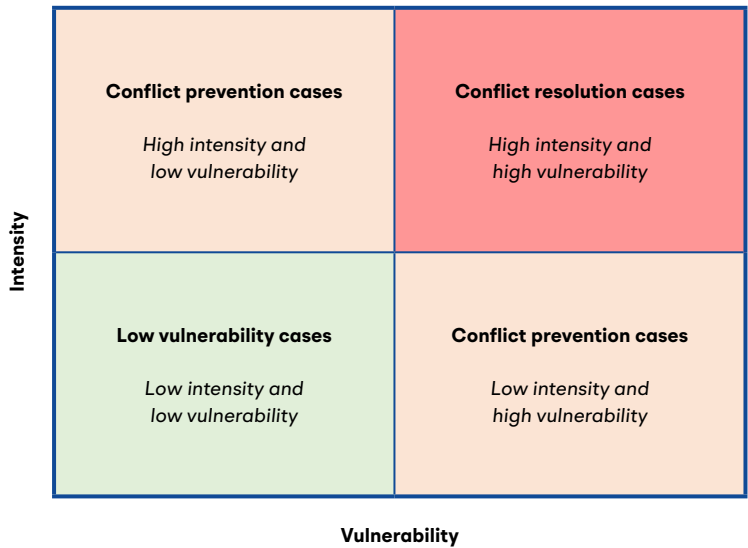 Conflict prevention cases
High intensity and
low vulnerability
Conflict resolution cases
High intensity and
high vulnerability
Intensity
Low vulnerability cases
Low intensity and
low vulnerability
Conflict prevention cases
Low intensity and
high vulnerability
Vulnerability